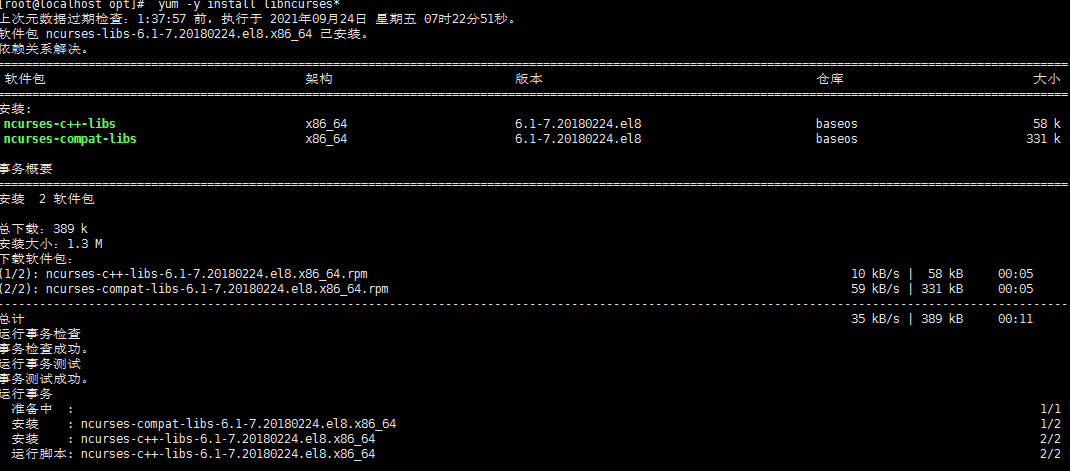 [root@localhost opt]#  yum -y install libncurses*
上次元数据过期检查：1:37:57 前，执行于 2021年09月24日 星期五 07时22分51秒。
软件包 ncurses-libs-6.1-7.20180224.el8.x86_64 已安装。
依赖关系解决。
软件包 架构 版本 仓库 大小
安装:
ncurses-c++-libs x86_64 6.1-7.20180224.el8 baseos 58 k
ncurses-compat-libs x86_64 6.1-7.20180224.el8 baseos 331 k
事务概要
安装  2 软件包
总下载：389 k
安装大小：1.3 M
下载软件包：
(1/2): ncurses-c++-libs-6.1-7.20180224.el8.x86_64.rpm 10 kB/s |  58 kB 00:05
(2/2): ncurses-compat-libs-6.1-7.20180224.el8.x86_64.rpm 59 kB/s | 331 kB 00:05
总计 35 kB/s | 389 kB 00:11
运行事务检查
事务检查成功。
运行事务测试
事务测试成功。
运行事务
准备中  : 1/1
安装    : ncurses-compat-libs-6.1-7.20180224.el8.x86_64 1/2
安装    : ncurses-c++-libs-6.1-7.20180224.el8.x86_64 2/2
运行脚本: ncurses-c++-libs-6.1-7.20180224.el8.x86_64 2/2